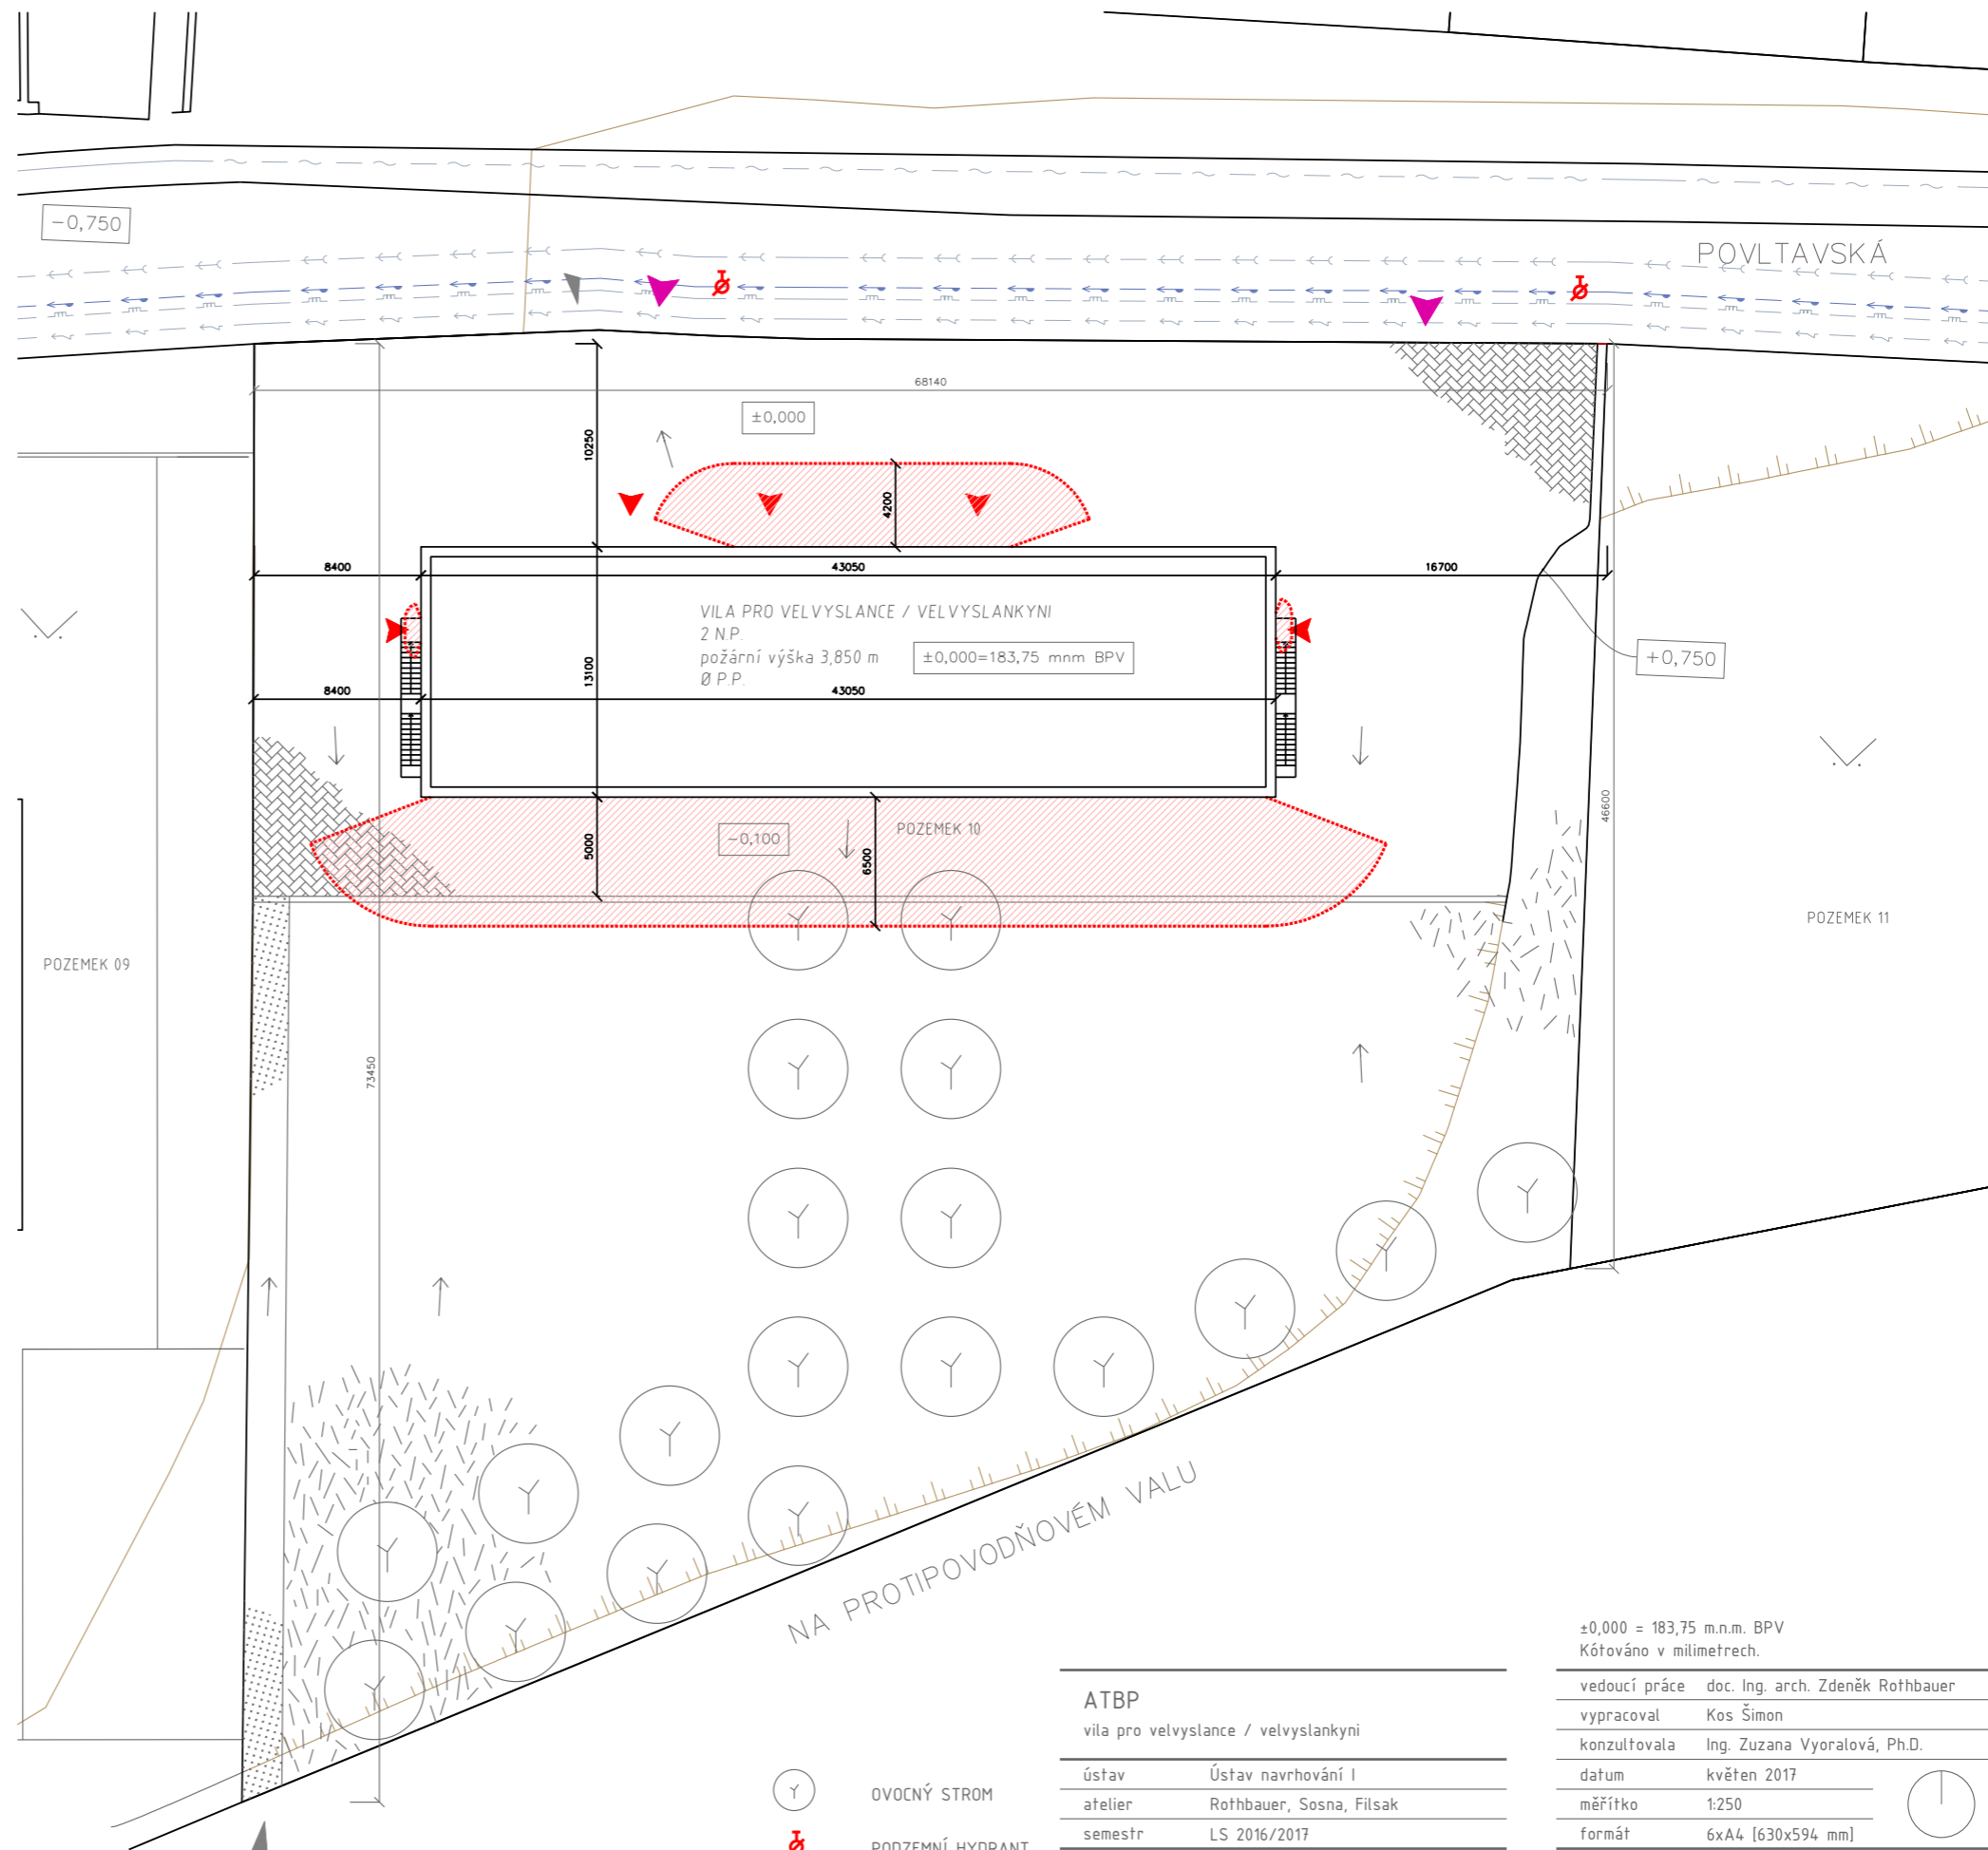 -0,750
POVLTAVSKÁ
68140
±0,000
10250
4200
8400
43050
16700
VILA PRO VELVYSLANCE / VELVYSLANKYNI
2 N.P.
požární výška 3,850 m
Ø P.P.
±0,000=183,75 mnm BPV
13100
+0,750
8400
43050
46600
-0,100
POZEMEK 10
5000
6500
POZEMEK 11
POZEMEK 09
73450
NA PROTIPOVODŇOVÉM VALU
±0,000 = 183,75 m.n.m. BPV
Kótováno v milimetrech.
ATBP
vila pro velvyslance / velvyslankyni
ústav Ústav navrhování I
atelier Rothbauer, Sosna, Filsak
semestr LS 2016/2017
vedoucí práce doc. Ing. arch. Zdeněk Rothbauer
vypracoval Kos Šimon
konzultovala Ing. Zuzana Vyoralová, Ph.D.
datum květen 2017
měřítko 1:250
formát 6xA4 [630x594 mm]
OVOCNÝ STROM
PODZEMNÍ HYDRANT